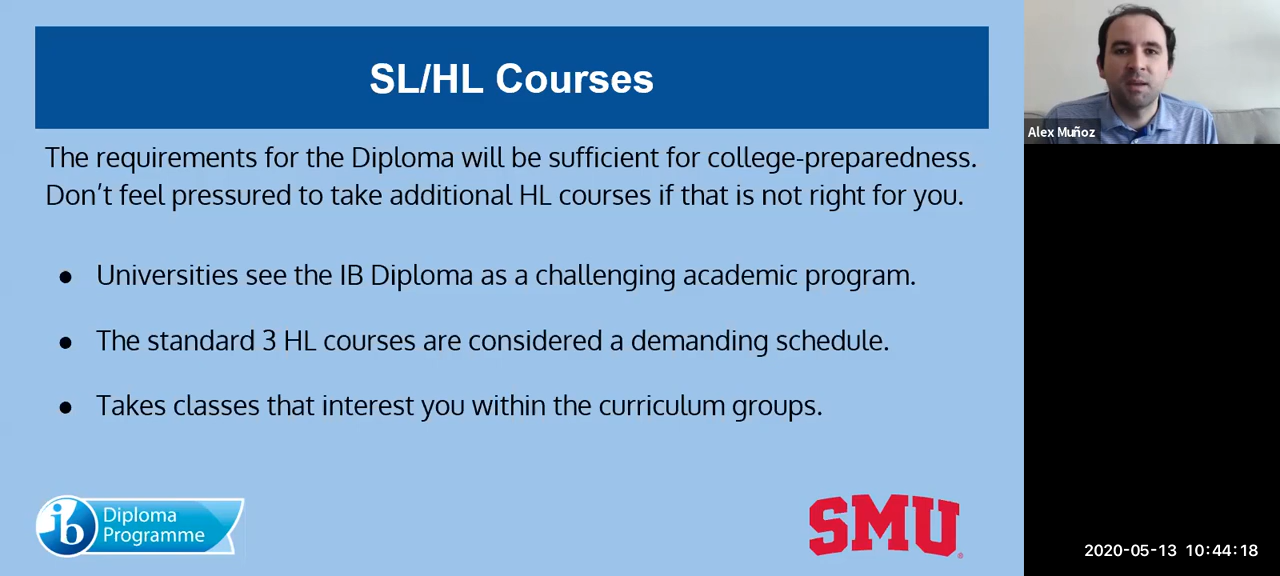 SL/HL Courses
The requirements for the Diploma will be sufficient for college-preparedness.
Don't feel pressured to take additional HL courses if that is not right for you.
● Universities see the IB Diploma as a challenging academic program.
● The standard 3 HL courses are considered a demanding schedule.
● Takes classes that interest you within the curriculum groups.
ib Diploma
Programme
SMU®
Alex Muñoz
2020-05-13 10:44:18